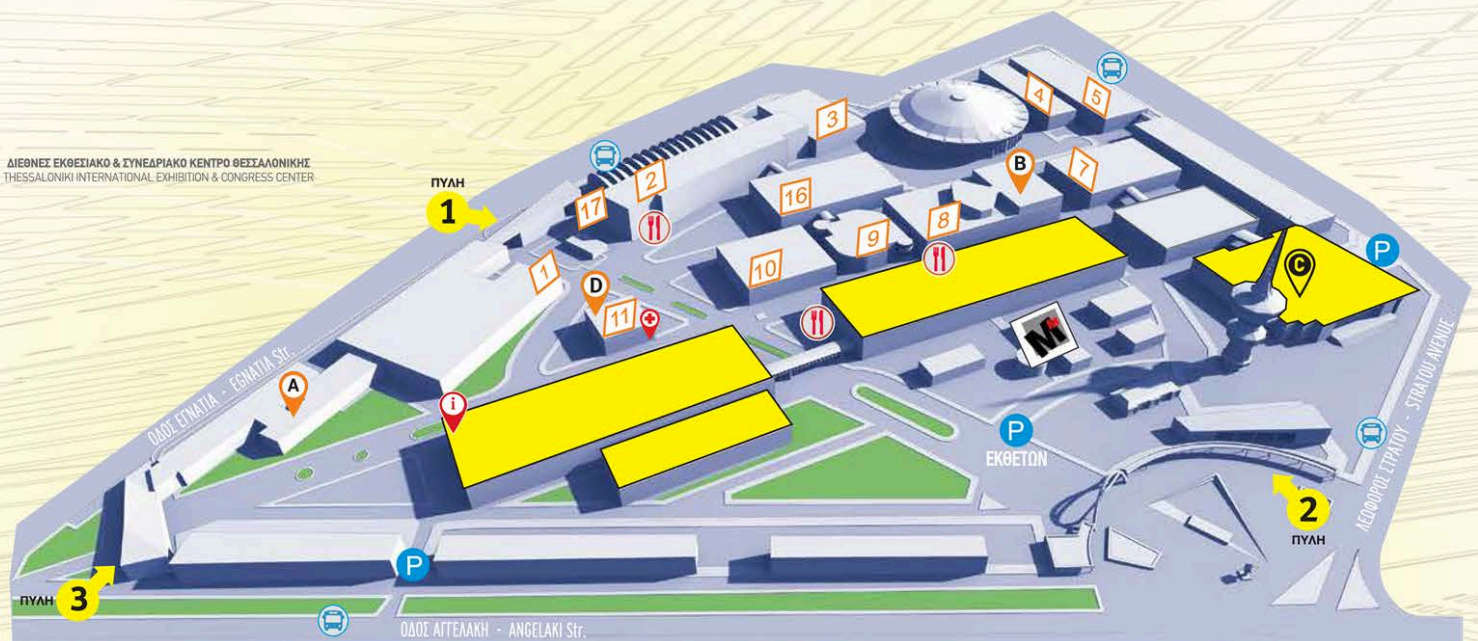 ΔΙΕΘΝΕΣ ΕΚΘΕΣΙΑΚΟ & ΣΥΝΕΔΡΙΑΚΟ ΚΕΝΤΡΟ ΘΕΣΣΑΛΟΝΙΚΗΣ
THESSALONIKI INTERNATIONAL EXHIBITION & CONGRESS CENTER
ΠΥΛΗ
1
17
2
3
4
5
16
B
7
8
9
10
1
D
11
P
C
M
A
i
ΟΔΟΣ ΕΓΝΑΤΙΑ - EGNATIA Str.
P
ΕΚΘΕΤΩΝ
ΛΕΩΦΟΡΟΣ ΣΤΡΑΤΟΥ - STRATOU AVENUE
2
ΠΥΛΗ
P
ΠΥΛΗ
3
ΟΔΟΣ ΑΓΓΕΛΑΚΗ - ANGELAKI Str.